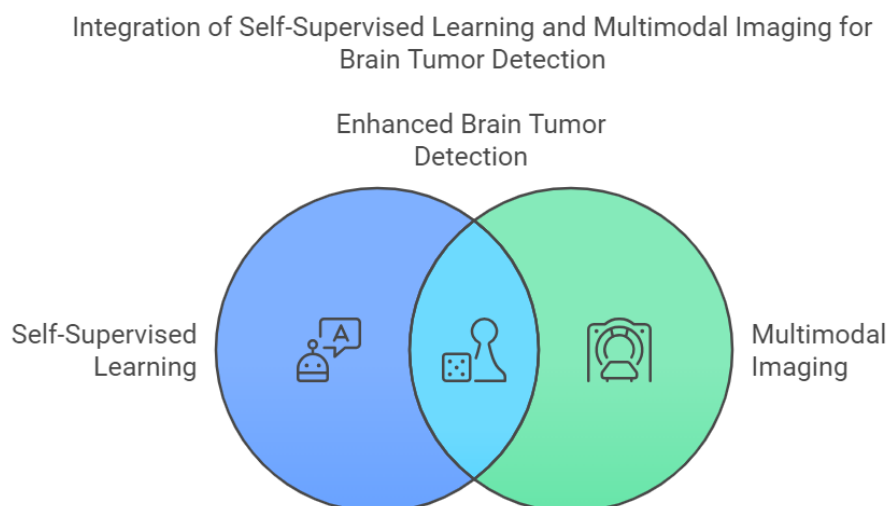 Integration of Self-Supervised Learning and Multimodal Imaging for
Brain Tumor Detection
Enhanced Brain Tumor
Detection
Self-Supervised
Learning
A
Multimodal
Imaging